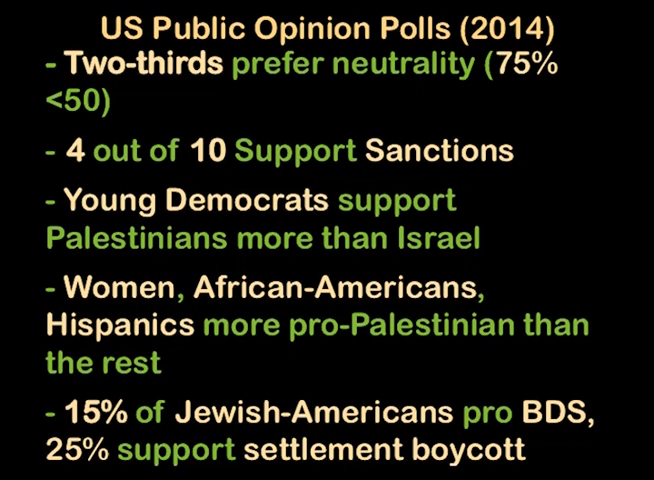 US Public Opinion Polls (2014)
- Two-thirds prefer neutrality (75%
<50)
- 4 out of 10 Support Sanctions
- Young Democrats support
Palestinians more than Israel
- Women, African-Americans,
Hispanics more pro-Palestinian than
the rest
- 15% of Jewish-Americans pro BDS,
25% support settlement boycott